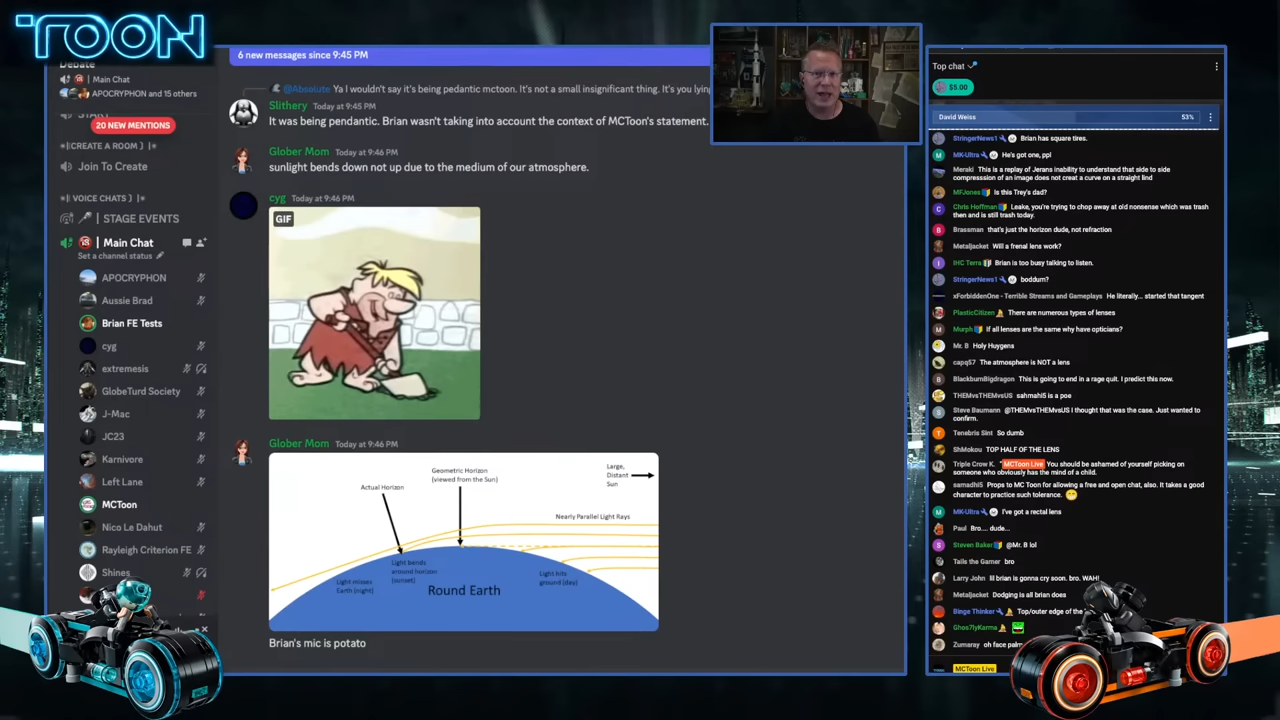 TOON
Debate
Main Chat
APOCRYPHON and 15 others
START
20 NEW MENTIONS
*|CREATE A ROOM ⟩ |*
Join To Create
*| VOICE CHATS ⟩ |*
STAGE EVENTS
Main Chat
Set a channel status
APOCRYPHON
Aussie Brad
Brian FE Tests
cyg
extremesis
GlobeTurd Society
J-Mac
JC23
Karnivore
Left Lane
MCToon
Nico Le Dahut
Rayleigh Criterion FE
Shines
6 new messages since 9:45 PM
@Absolute Ya I wouldn't say it's being pedantic mctoon. It's not a small insignificant thing. It's you lying
Slithery Today at 9:45 PM
It was being pendantic. Brian wasn't taking into account the context of MCToon's statement.
Glober Mom Today at 9:46 PM
sunlight bends down not up due to the medium of our atmosphere.
cyg Today at 9:46 PM
GIF
Glober Mom Today at 9:46 PM
Actual Horizon
Geometric Horizon
(viewed from the Sun)
Large,
Distant
Sun
Nearly Parallel Light Rays
Light misses
Earth (night)
Light bends
around horizon
(sunset)
Light hits
ground (day)
Round Earth
Brian's mic is potato
Top chat
$5.00
David Weiss 53%
StringerNews1 Brian has square tires.
MK-Ultra He's got one, ppl
Meraki This is a replay of Jerans inability to understand that side to side
compresssion of an image does not creat a curve on a straight lind
MFJones Is this Trey's dad?
Chris Hoffman Leake, you're trying to chop away at old nonsense which was trash
then and is still trash today.
Brassman that's just the horizon dude, not refraction
Metaljacket Will a frenal lens work?
IHC Terra Brian is too busy talking to listen.
StringerNews1 boddum?
xForbiddenOne - Terrible Streams and Gameplays He literally... started that tangent
PlasticCitizen There are numerous types of lenses
Murph If all lenses are the same why have opticians?
Mr. B Holy Huygens
capq57 The atmosphere is NOT a lens
BlackburnBigdragon This is going to end in a rage quit. I predict this now.
THEMvsTHEMvsUS sahmahi5 is a poe
Steve Baumann @THEMvsTHEMvsUS I thought that was the case. Just wanted to
confirm.
Tenebris Sint So dumb
ShMokou TOP HALF OF THE LENS
Triple Crow K. "MCToon Live You should be ashamed of yourself picking on
someone who obviously has the mind of a child.
samadhi5 Props to MC Toon for allowing a free and open chat, also. It takes a good
character to practice such tolerance.
MK-Ultra I've got a rectal lens
Paul Bro.... dude...
Steven Baker @Mr. B lol
Tails the Gamer bro
Larry John lil brian is gonna cry soon. bro. WAH!
Metaljacket Dodging is all brian does
Binge Thinker Top/outer edge of the
Ghos7lyKarma
Zumaray oh face palm
MCToon Live